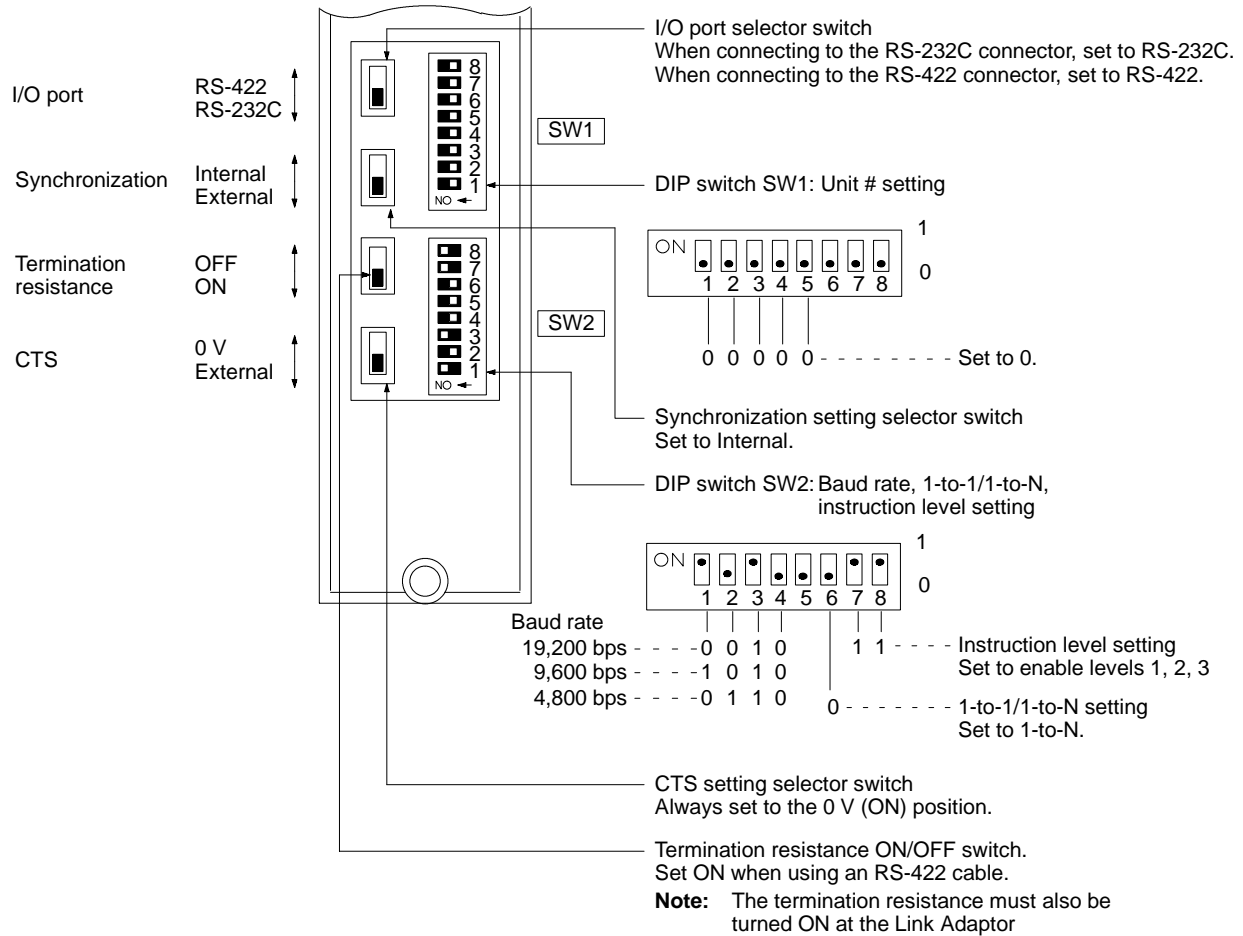 I/O port selector switch
When connecting to the RS-232C connector, set to RS-232C.
When connecting to the RS-422 connector, set to RS-422.
I/O port
RS-422
RS-232C
8
7
6
5
4
3
2
1
NO
SW1
Synchronization
Internal
External
DIP switch SW1: Unit # setting
ON
1
0
1 2 3 4 5 6 7 8
0 0 0 0 0 Set to 0.
Termination
resistance
OFF
ON
8
7
6
5
4
3
2
1
NO
SW2
CTS
0 V
External
Synchronization setting selector switch
Set to Internal.
DIP switch SW2: Baud rate, 1-to-1/1-to-N,
instruction level setting
ON
1
0
1 2 3 4 5 6 7 8
Baud rate
19,200 bps 0 0 1 0
9,600 bps 1 0 1 0
4,800 bps 0 1 1 0
1 1 Instruction level setting
Set to enable levels 1, 2, 3
0 1-to-1/1-to-N setting
Set to 1-to-N.
CTS setting selector switch
Always set to the 0 V (ON) position.
Termination resistance ON/OFF switch.
Set ON when using an RS-422 cable.
Note: The termination resistance must also be
turned ON at the Link Adaptor